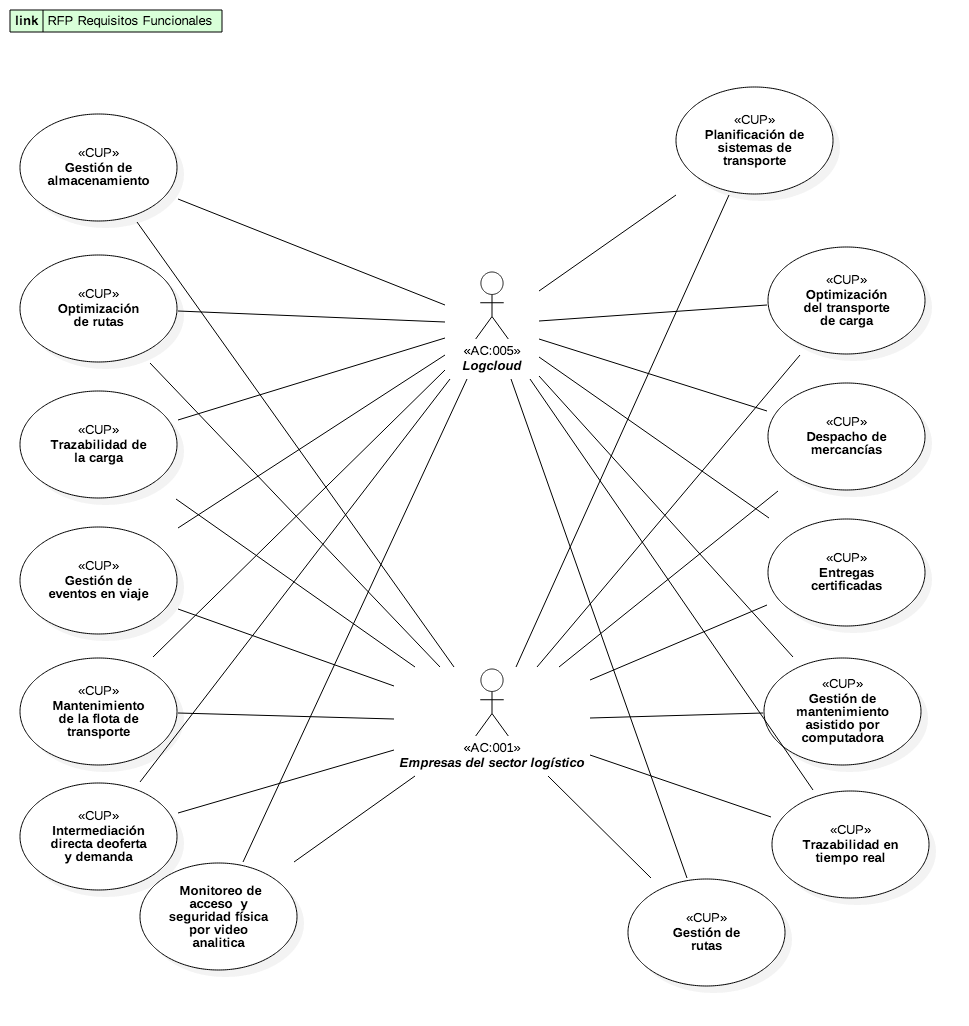 link RFP Requisitos Funcionales
«CUP»
Gestión de
almacenamiento
«CUP»
Planificación de
sistemas de
transporte
«CUP»
Optimización
de rutas
«CUP»
Optimización
del transporte
de carga
«AC:005»
Logcloud
«CUP»
Trazabilidad de
la carga
«CUP»
Despacho de
mercancías
«CUP»
Gestión de
eventos en viaje
«CUP»
Entregas
certificadas
«CUP»
Mantenimiento
de la flota de
transporte
«CUP»
Gestión de
mantenimiento
asistido por
computadora
«AC:001»
Empresas del sector logístico
«CUP»
Intermediación
directa deoferta
y demanda
«CUP»
Trazabilidad en
tiempo real
Monitoreo de
acceso y
seguridad física
por video
analitica
«CUP»
Gestión de
rutas